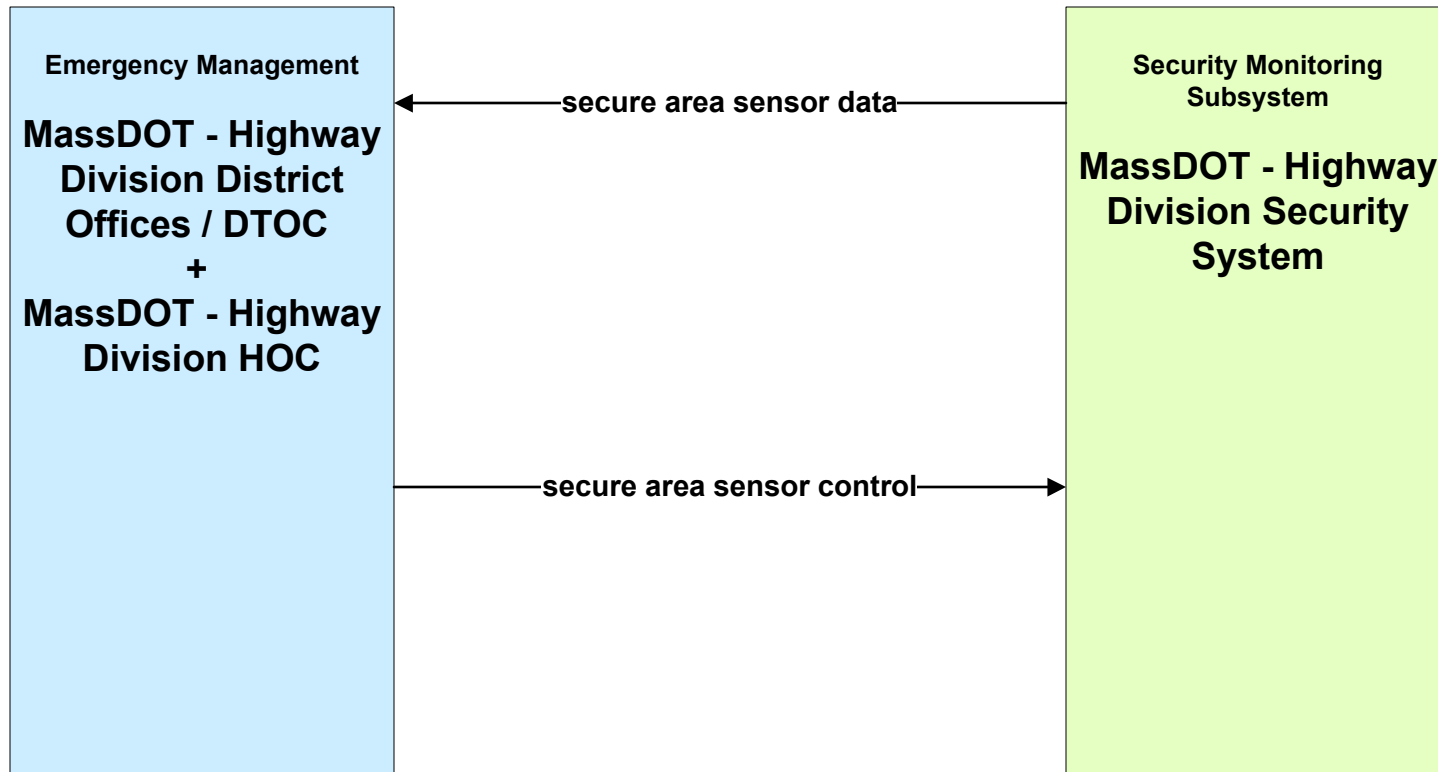 Emergency Management
MassDOT - Highway
Division District
Offices / DTOC
+
MassDOT - Highway
Division HOC
secure area sensor data
secure area sensor control
Security Monitoring
Subsystem
MassDOT - Highway
Division Security
System